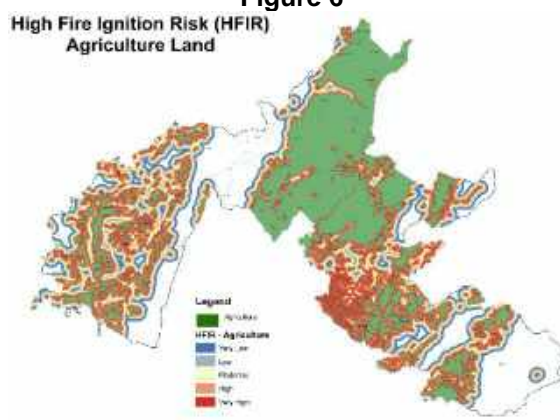 Figure 6
High Fire Ignition Risk (HFIR)
Agriculture Land
Legend
Agriculture
HFIR - Agriculture
Very Low
Low
Moderate
High
Very High